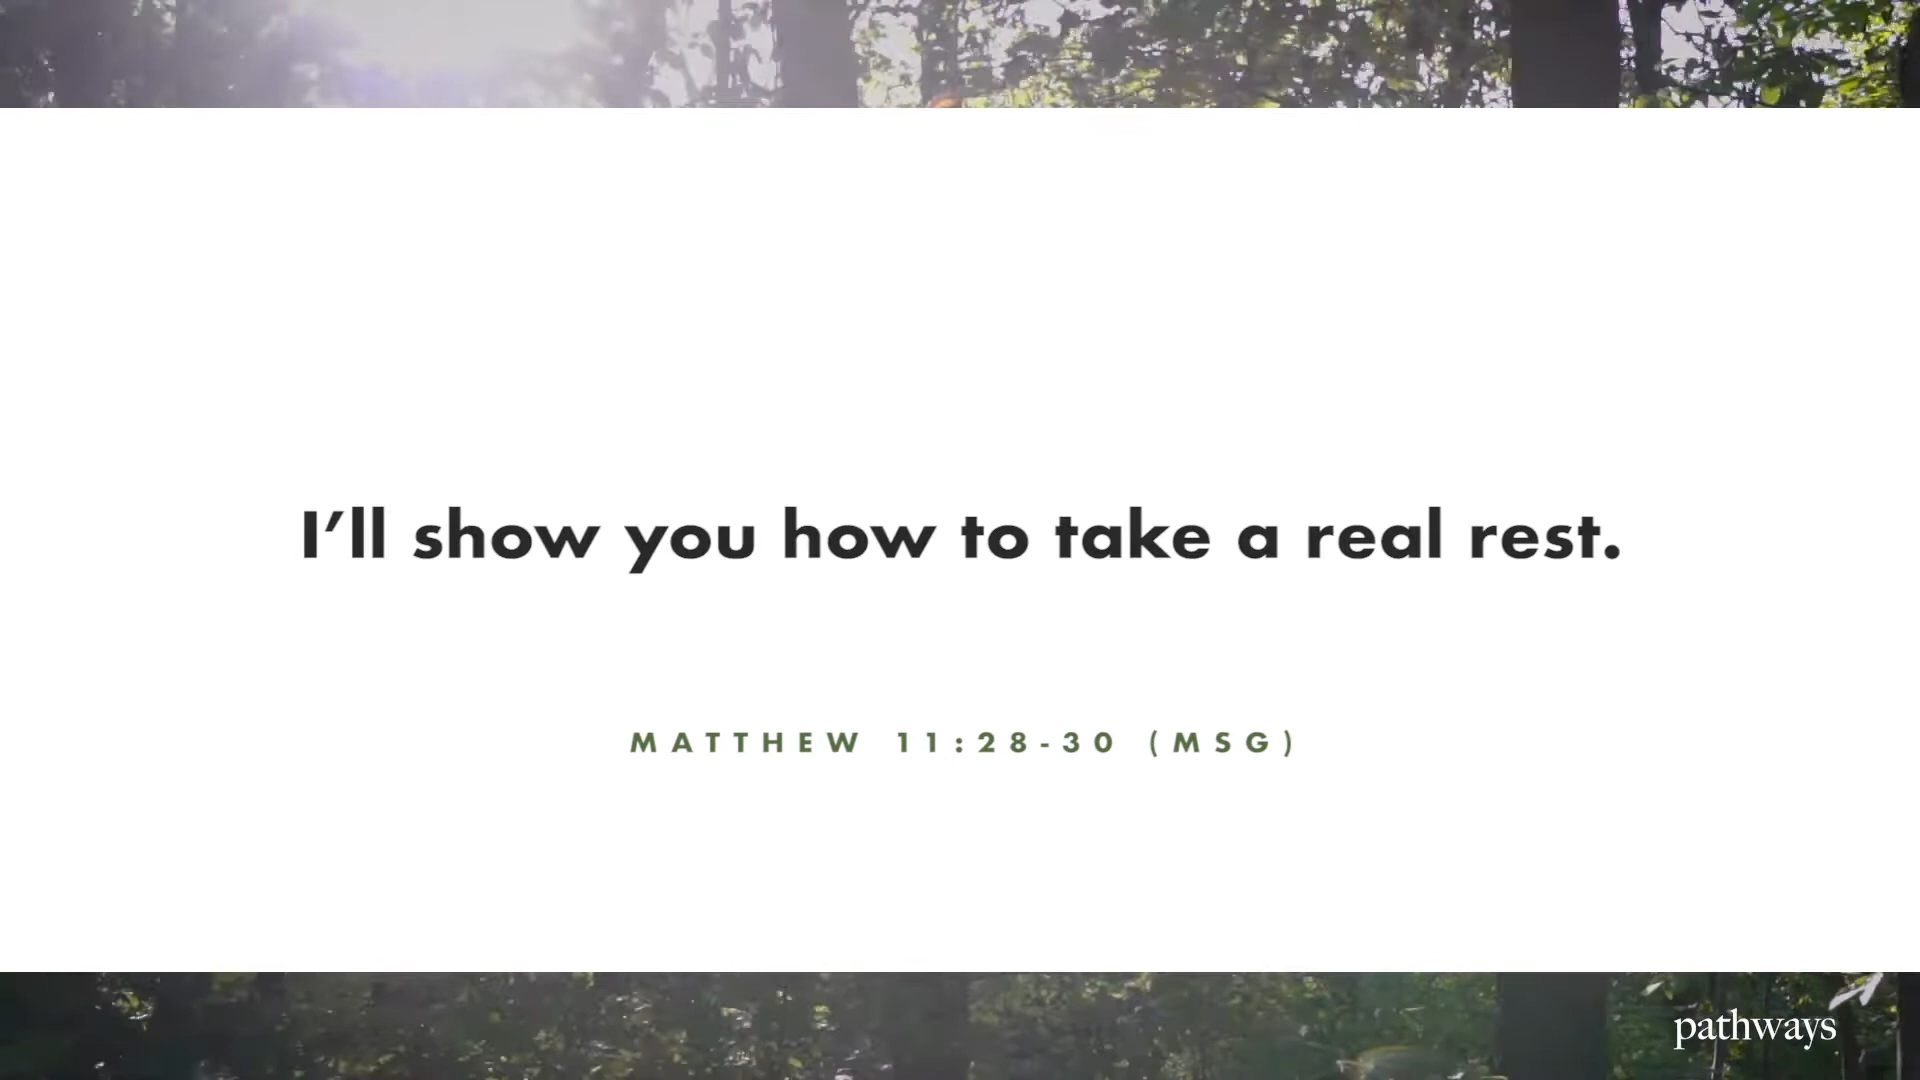 I’ll show you how to take a real rest.
MATTHEW 11:28-30 (MSG)
pathways